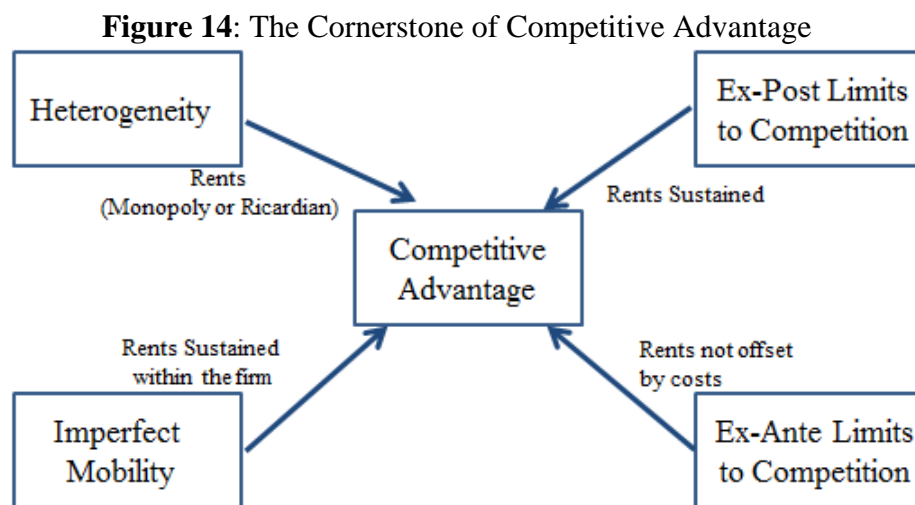 Figure 14: The Cornerstone of Competitive Advantage
Heterogeneity
Ex-Post Limits
to Competition
Rents
(Monopoly or Ricardian)
Rents Sustained
Competitive
Advantage
Rents Sustained
within the firm
Rents not offset
by costs
Imperfect
Mobility
Ex-Ante Limits
to Competition